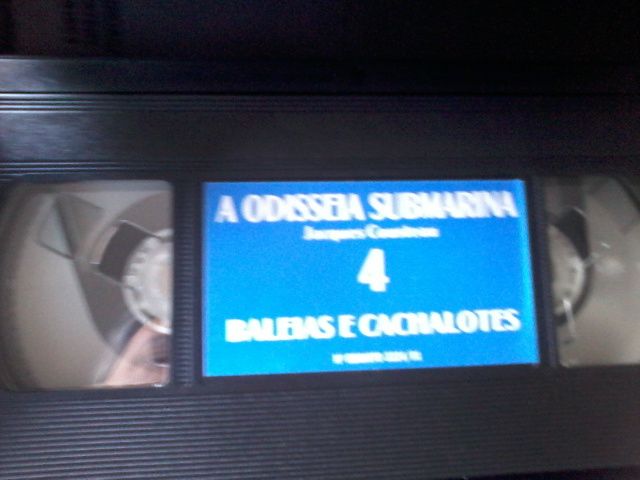 A ODISSEIA SUBMARINA
Jacques Cousteau
4
BALEIAS E CACHALOTES